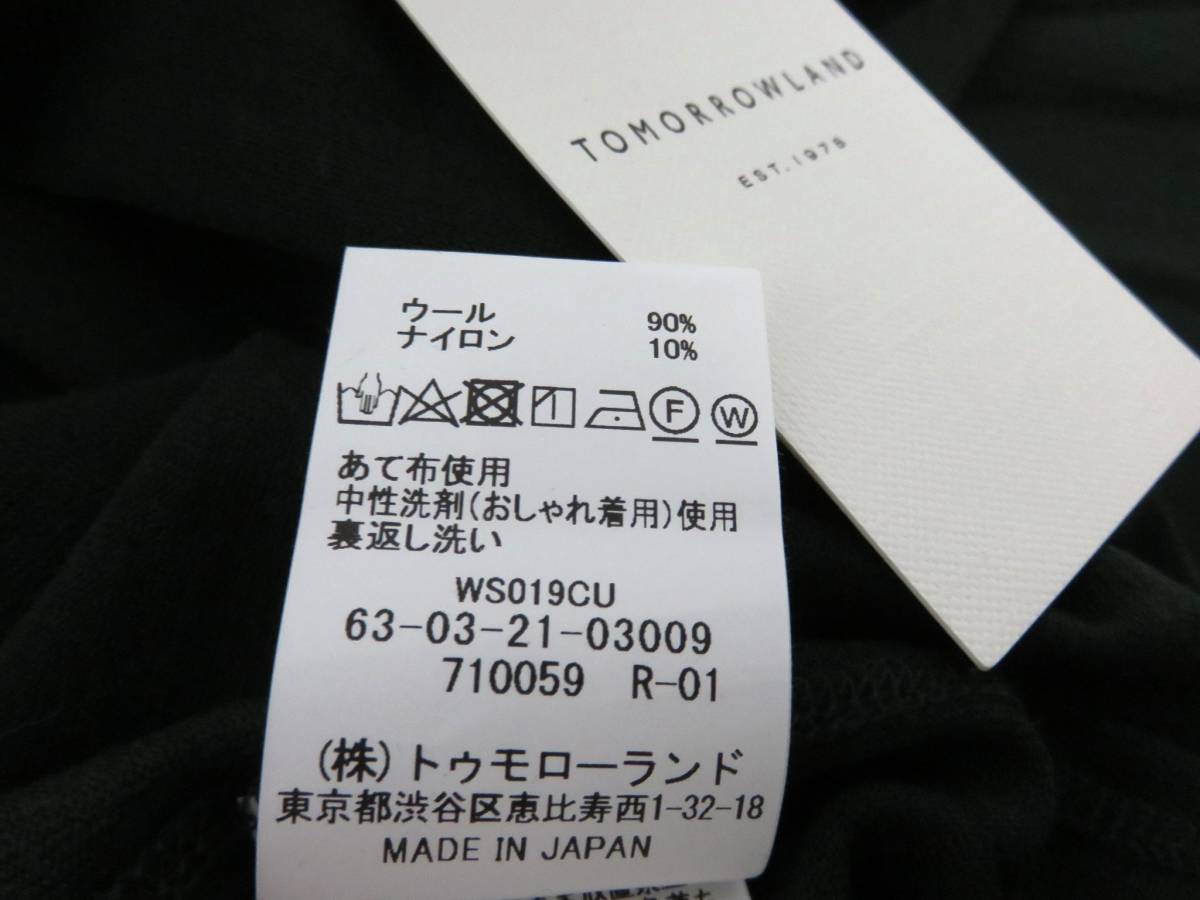 TOMORROWLAND
EST.1978
ウール 90%
ナイロン 10%
F W
あて布使用
中性洗剤(おしゃれ着用)使用
裏返し洗い
WS019CU
63-03-21-03009
710059 R-01
(株)トゥモローランド
東京都渋谷区恵比寿西1-32-18
MADE IN JAPAN